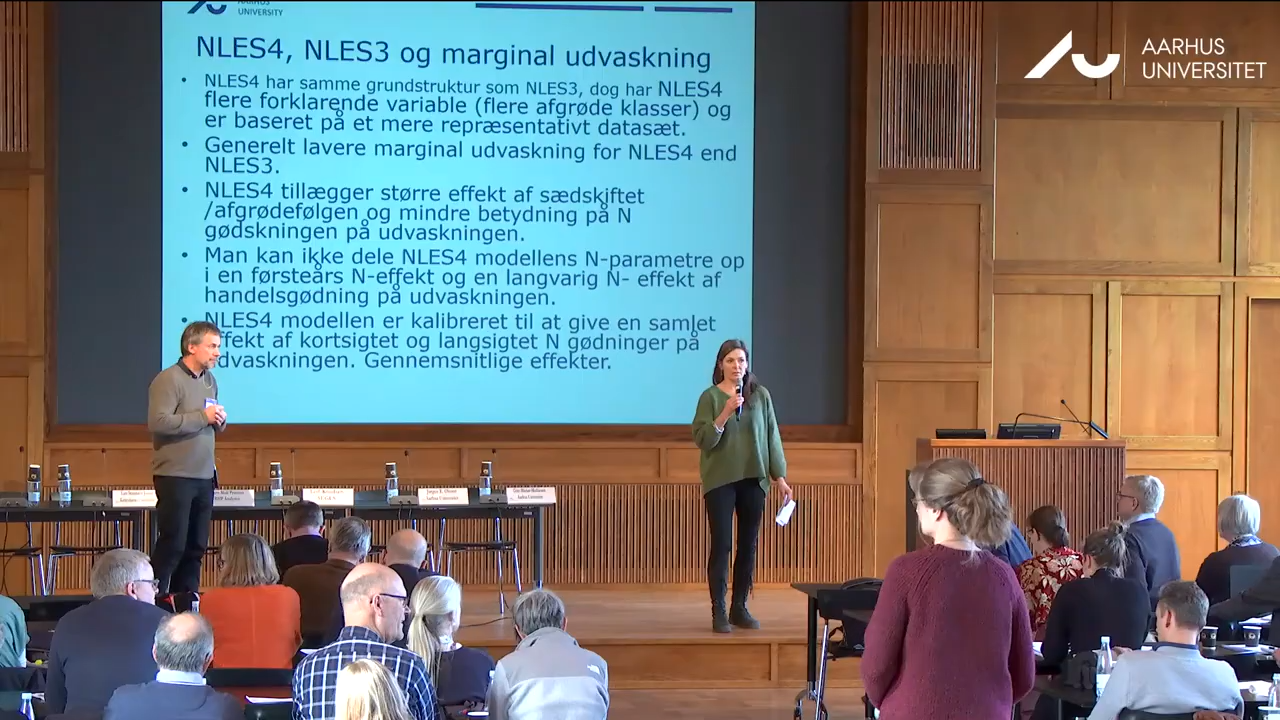 AARHUS
UNIVERSITY
NLES4, NLES3 og marginal udvaskning
• NLES4 har samme grundstruktur som NLES3, dog har NLES4
flere forklarende variable (flere afgrøde klasser) og
er baseret på et mere repræsentativt datasæt.
• Generelt lavere marginal udvaskning for NLES4 end
NLES3.
• NLES4 tillægger større effekt af sædskiftet
/afgrødefølgen og mindre betydning på N
gødskningen på udvaskningen.
• Man kan ikke dele NLES4 modellens N-parametre op
i en førsteårs N-effekt og en langvarig N- effekt af
handelsgødning på udvaskningen.
• NLES4 modellen er kalibreret til at give en samlet
effekt af kortsigtet og langsigtet N gødninger på
udvaskningen. Gennemsnitlige effekter.
AARHUS
UNIVERSITET